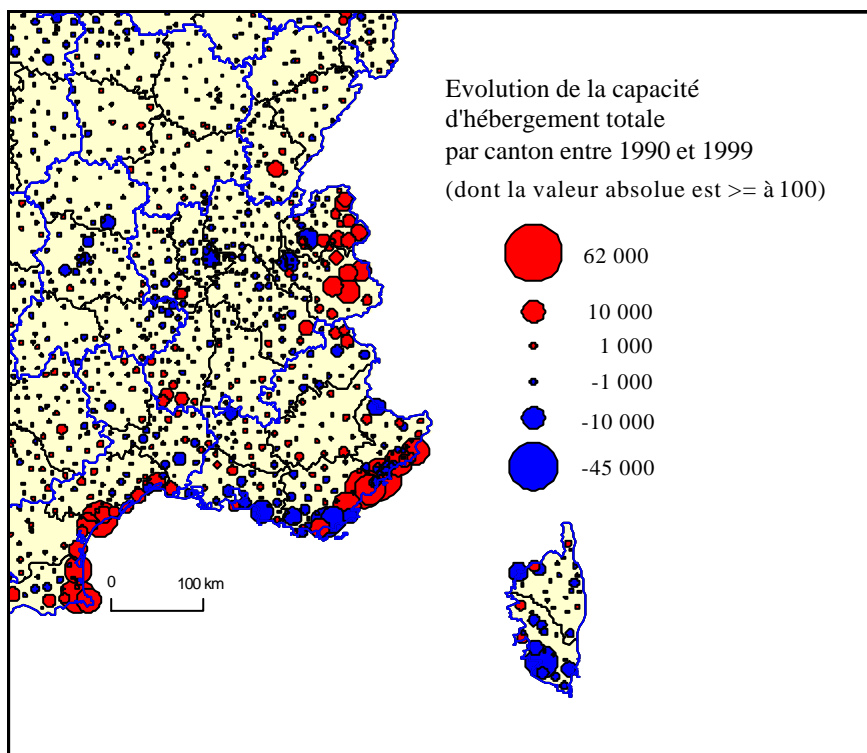 Evolution de la capacité
d'hébergement totale
par canton entre 1990 et 1999
(dont la valeur absolue est >= à 100)
62 000
10 000
1 000
-1 000
-10 000
-45 000
0 100 km